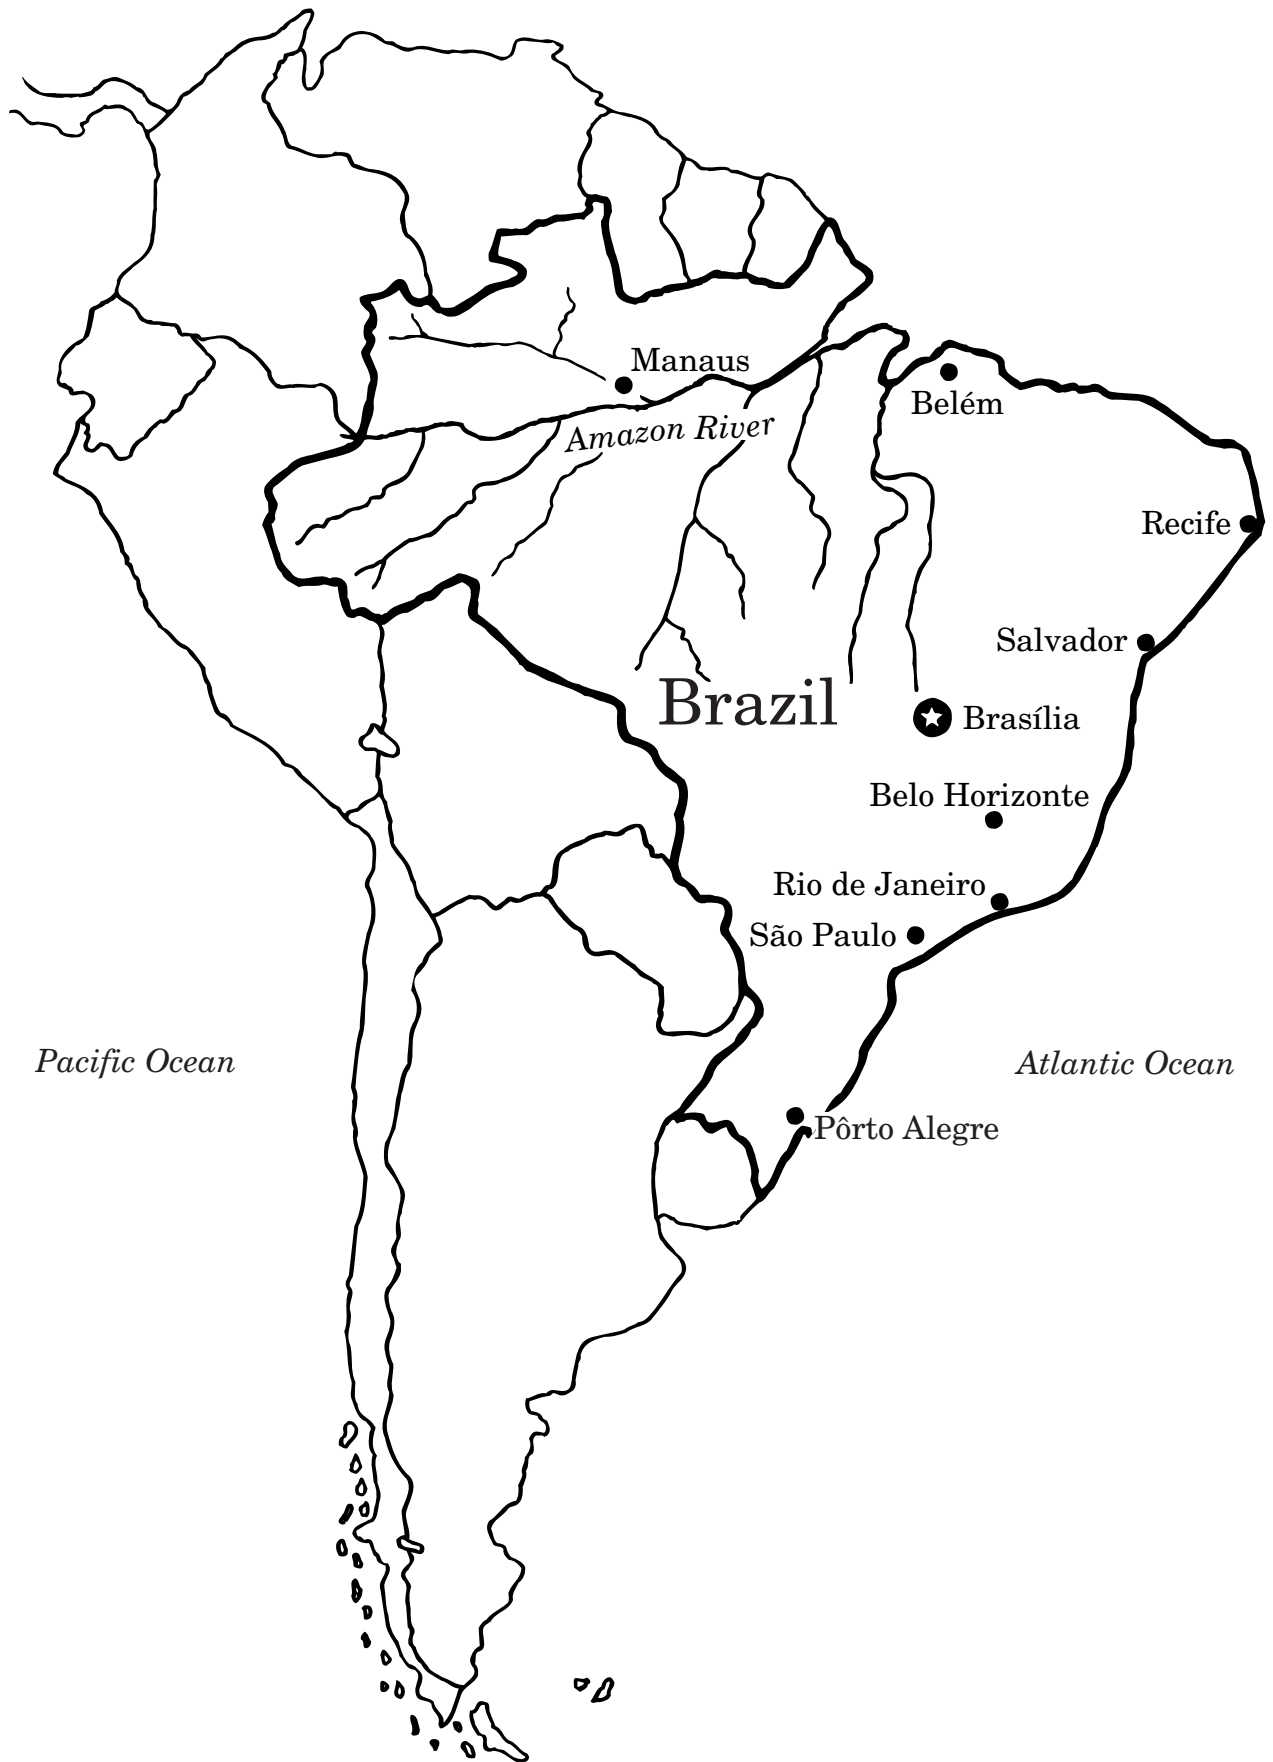 Manaus
Belém
Amazon River
Recife
Salvador
Brazil
Brasília
Belo Horizonte
Rio de Janeiro
São Paulo
Pacific Ocean
Atlantic Ocean
Pôrto Alegre